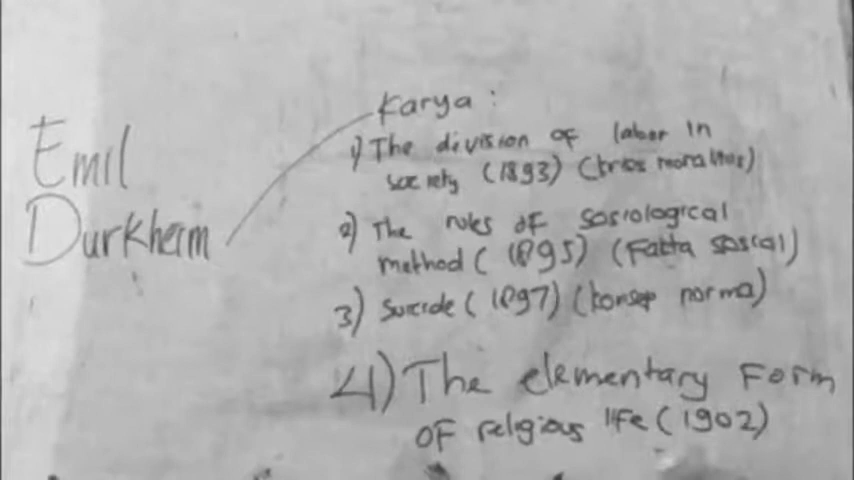 Emil
Durkheim
Karya :
1) The division of labor in
society (1893) (krisis moralitas)
2) The rules of sosiological
method ( 1895) (Fakta sosial)
3) Suicide ( 1897) (konsep norma)
4) The elementary Form
OF religious life ( 1902)